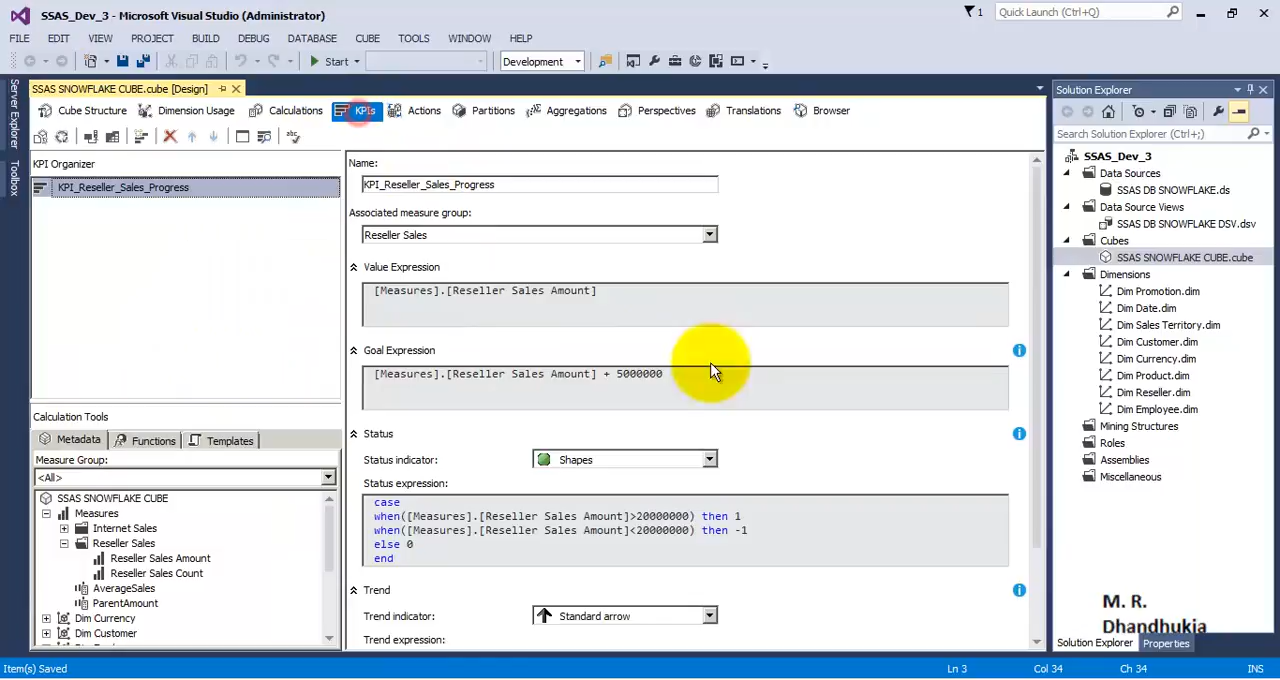 SSAS_Dev_3 - Microsoft Visual Studio (Administrator)
1
Quick Launch (Ctrl+Q)
FILE EDIT VIEW PROJECT BUILD DEBUG DATABASE CUBE TOOLS WINDOW HELP
Start Development
SSAS SNOWFLAKE CUBE.cube [Design]
Cube Structure Dimension Usage Calculations KPIs Actions Partitions Aggregations Perspectives Translations Browser
Server Explorer
Toolbox
KPI Organizer
KPI_Reseller_Sales_Progress
Calculation Tools
Metadata Functions Templates
Measure Group:
<All>
SSAS SNOWFLAKE CUBE
Measures
Internet Sales
Reseller Sales
Reseller Sales Amount
Reseller Sales Count
AverageSales
ParentAmount
Dim Currency
Dim Customer
Name:
KPI_Reseller_Sales_Progress
Associated measure group:
Reseller Sales
Value Expression
[Measures].[Reseller Sales Amount]
Goal Expression
[Measures].[Reseller Sales Amount] + 5000000
Status
Status indicator: Shapes
Status expression:
case
when([Measures].[Reseller Sales Amount]>20000000) then 1
when([Measures].[Reseller Sales Amount]<20000000) then -1
else 0
end
Trend
Trend indicator: Standard arrow
Trend expression:
Solution Explorer
Search Solution Explorer (Ctrl+;)
SSAS_Dev_3
Data Sources
SSAS DB SNOWFLAKE.ds
Data Source Views
SSAS DB SNOWFLAKE DSV.dsv
Cubes
SSAS SNOWFLAKE CUBE.cube
Dimensions
Dim Promotion.dim
Dim Date.dim
Dim Sales Territory.dim
Dim Customer.dim
Dim Currency.dim
Dim Product.dim
Dim Reseller.dim
Dim Employee.dim
Mining Structures
Roles
Assemblies
Miscellaneous
M. R.
Dhandhukia
Solution Explorer Properties
Item(s) Saved Ln 3 Col 34 Ch 34 INS